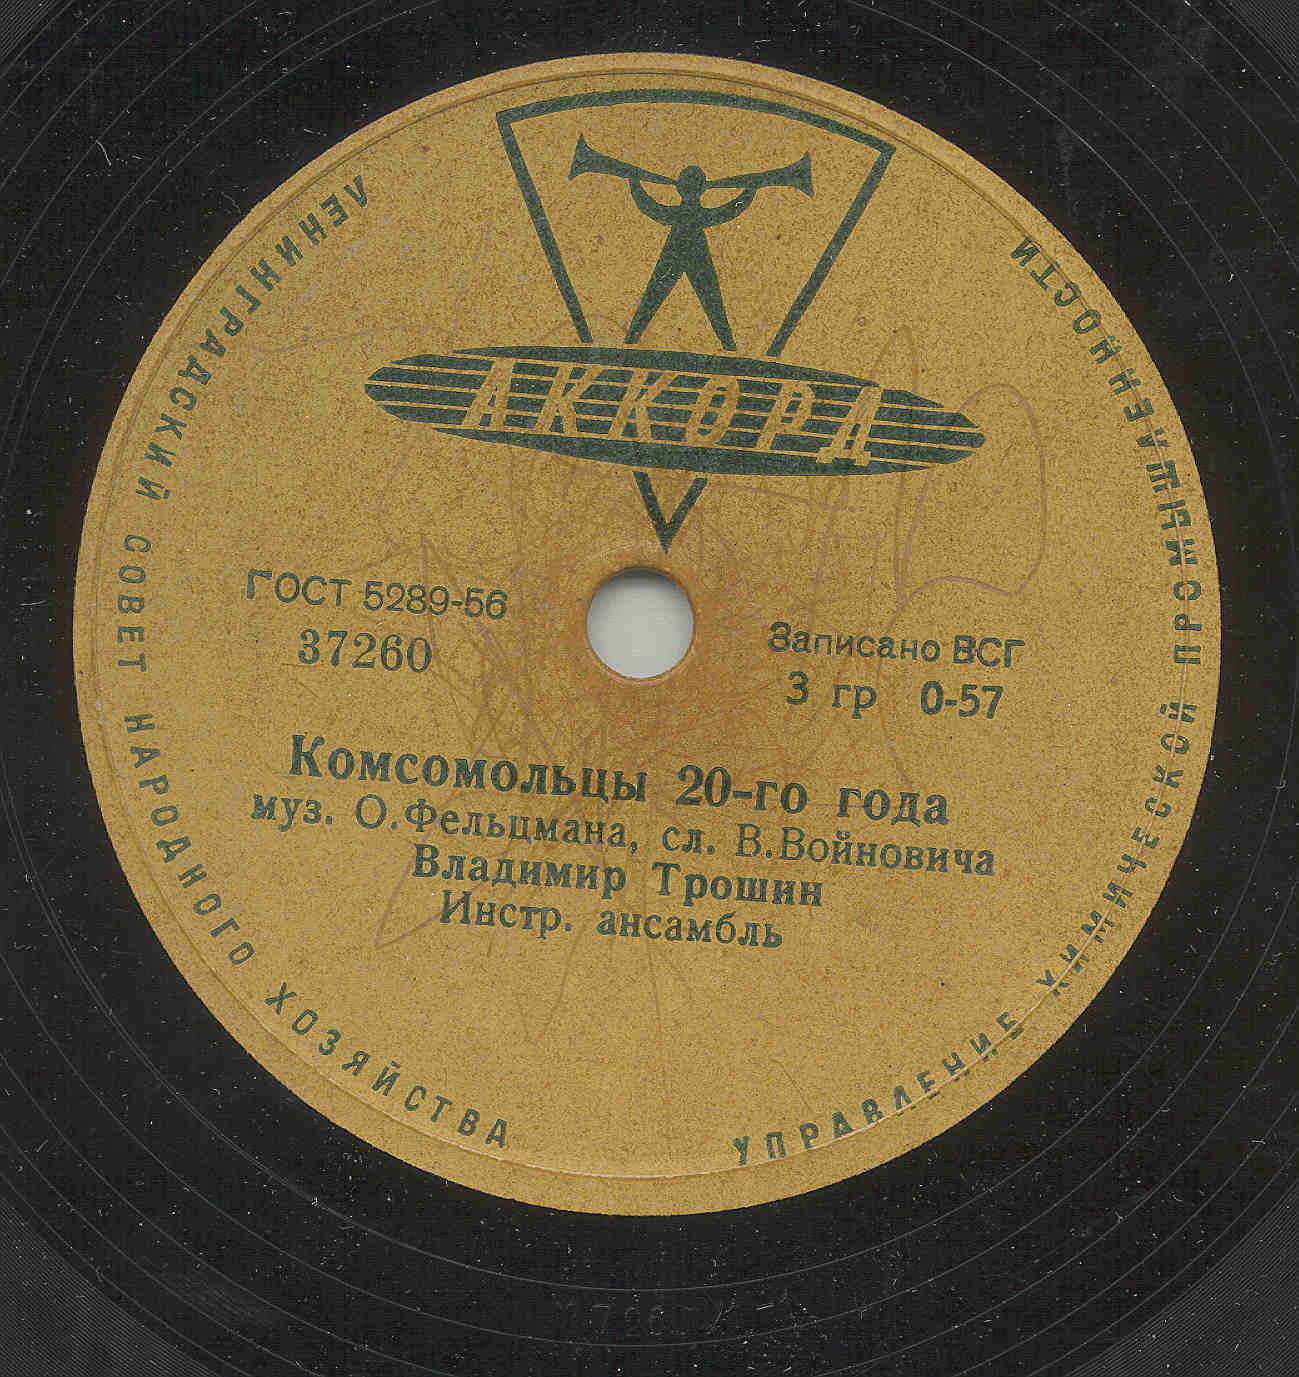 ЛЕНИНГРАДСКИЙ СОВЕТ НАРОДНОГО ХОЗЯЙСТВА
УПРАВЛЕНИЕ ХИМИЧЕСКОЙ ПРОМЫШЛЕННОСТИ
АККОРД
ГОСТ 5289-56
37260
Записано ВСГ
3 гр 0-57
Комсомольцы 20-го года
муз. О.Фельцмана, сл. В.Войновича
Владимир Трошин
Инстр. ансамбль